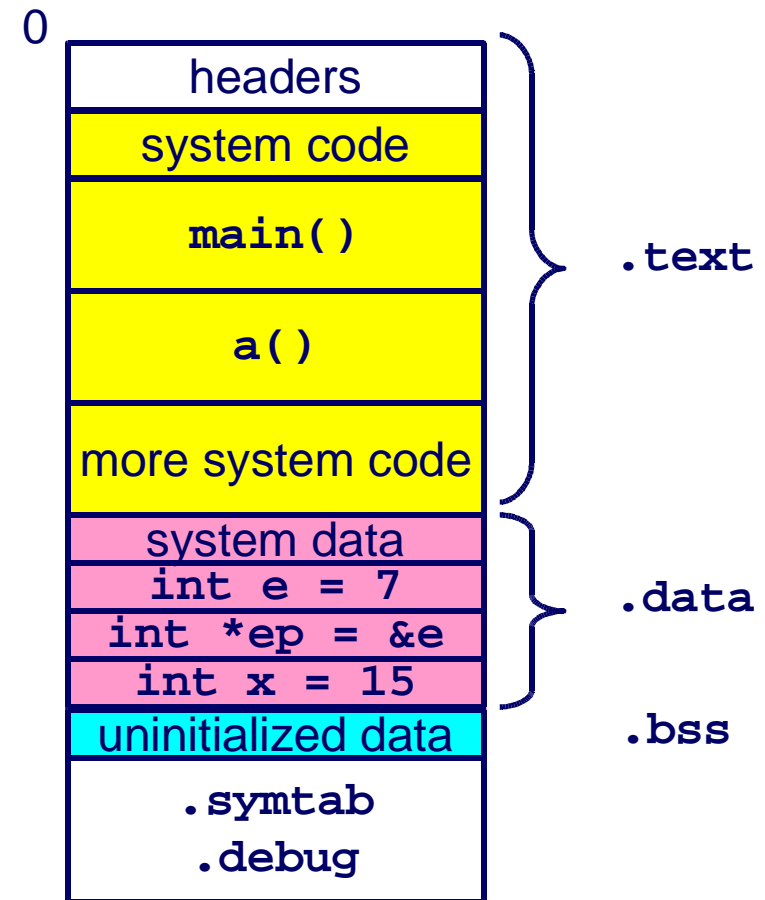 0
headers
system code
main()
a()
more system code
.text
system data
int e = 7
int *ep = &e
int x = 15
.data
uninitialized data
.bss
.symtab
.debug